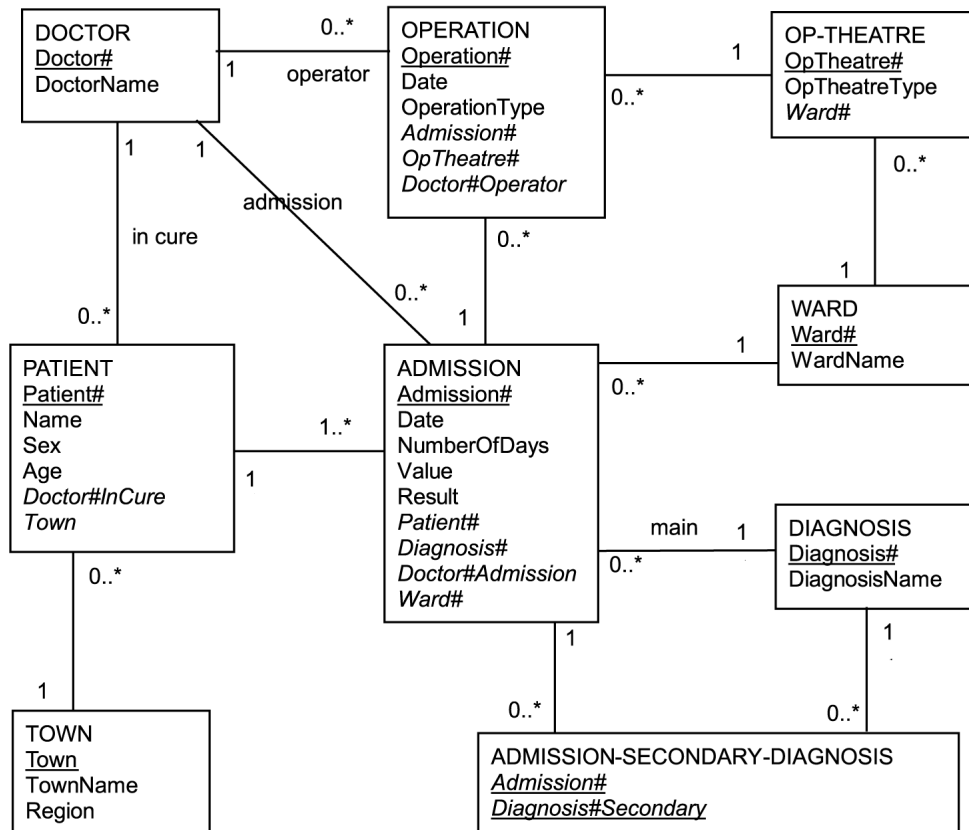 DOCTOR
Doctor#
DoctorName
0..*
1
operator
OPERATION
Operation#
Date
OperationType
Admission#
OpTheatre#
Doctor#Operator
1
0..*
OP-THEATRE
OpTheatre#
OpTheatreType
Ward#
1
1
admission
in cure
0..*
0..*
0..*
1
0..*
1
WARD
Ward#
WardName
PATIENT
Patient#
Name
Sex
Age
Doctor#InCure
Town
1..*
1
ADMISSION
Admission#
Date
NumberOfDays
Value
Result
Patient#
Diagnosis#
Doctor#Admission
Ward#
1
0..*
main
1
0..*
DIAGNOSIS
Diagnosis#
DiagnosisName
0..*
1
1
1
0..*
0..*
TOWN
Town
TownName
Region
ADMISSION-SECONDARY-DIAGNOSIS
Admission#
Diagnosis#Secondary